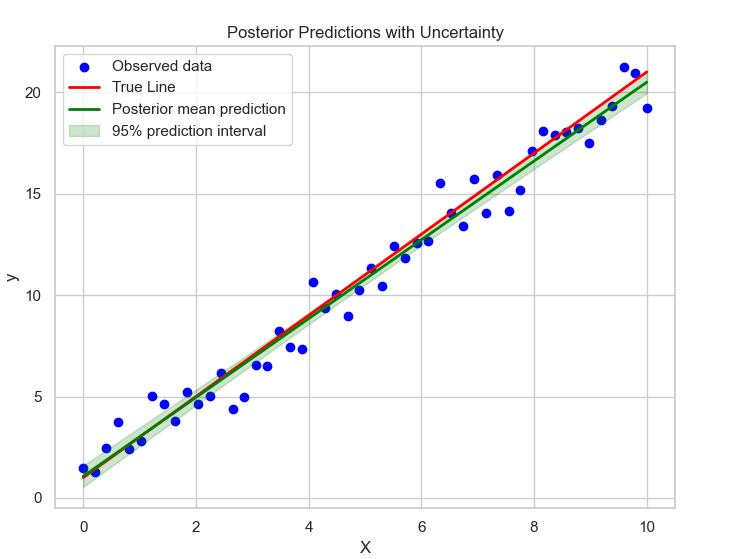 Posterior Predictions with Uncertainty
Observed data
True Line
Posterior mean prediction
95% prediction interval
20
15
10
5
0
y
0 2 4 6 8 10
X